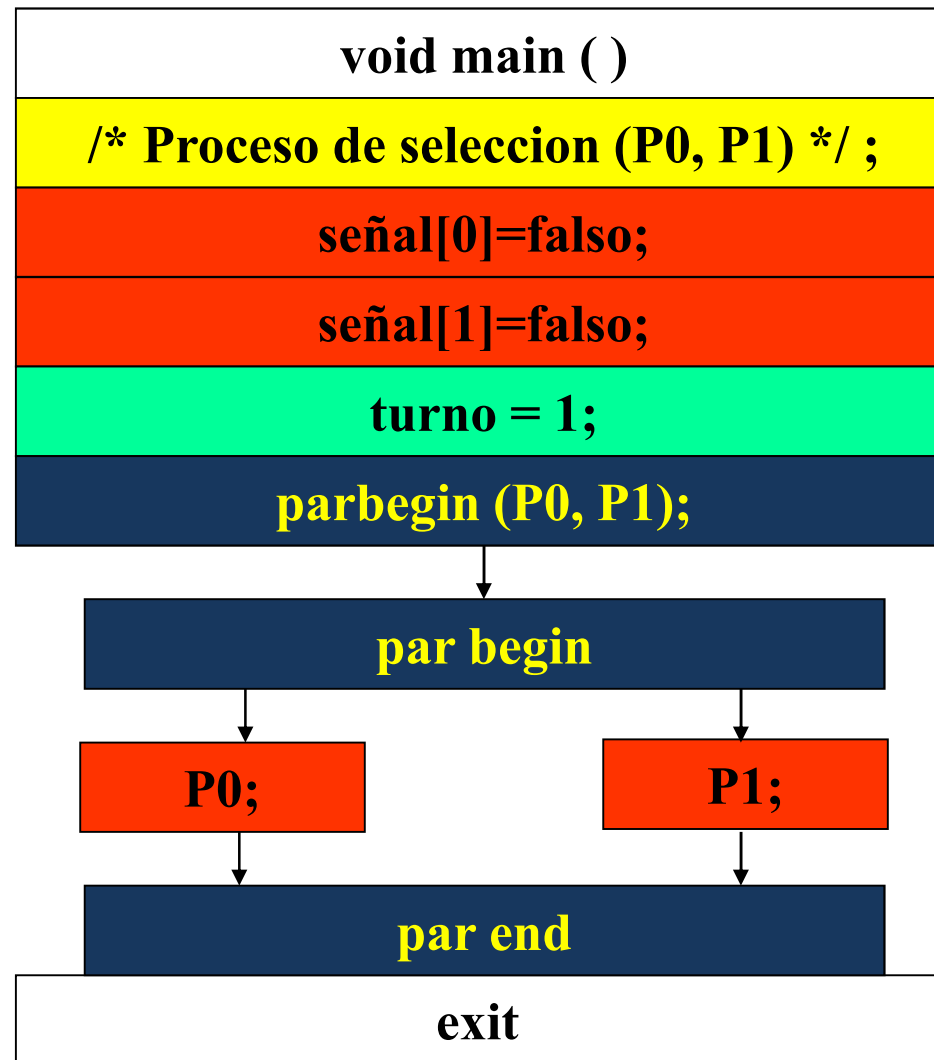 void main ( )
/* Proceso de seleccion (P0, P1) */ ;
señal[0]=falso;
señal[1]=falso;
turno = 1;
parbegin (P0, P1);
par begin
P0;
P1;
par end
exit